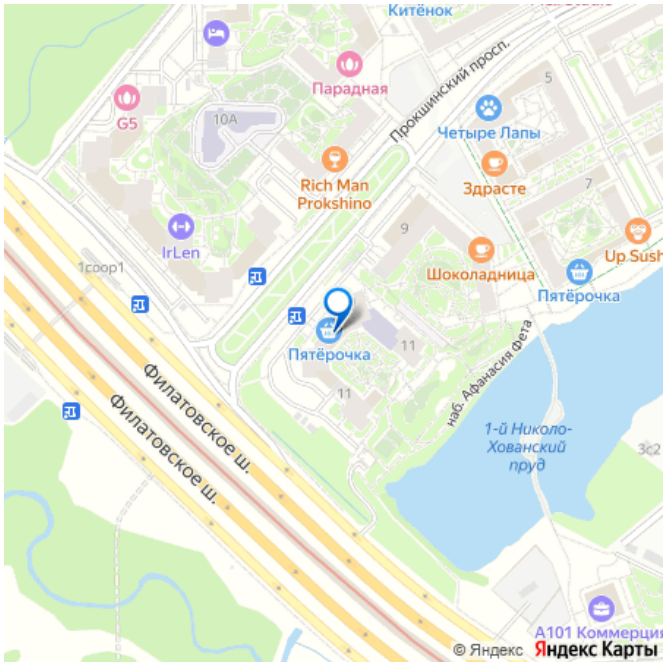 Китёнок
Парадная
Прокшинский просп.
5
G5
10А
Четыре Лапы
Rich Man
Prokshino
Здрасте
7
9
IrLen
Up Sush
1соор1
Шоколадница
Пятёрочка
Пятёрочка
11
наб. Афанасия Фета
11
Филатовское ш.
Филатовское ш.
1-й Николо-
Хованский
пруд
3с2
А101 Коммерция
© Яндекс Яндекс Карты